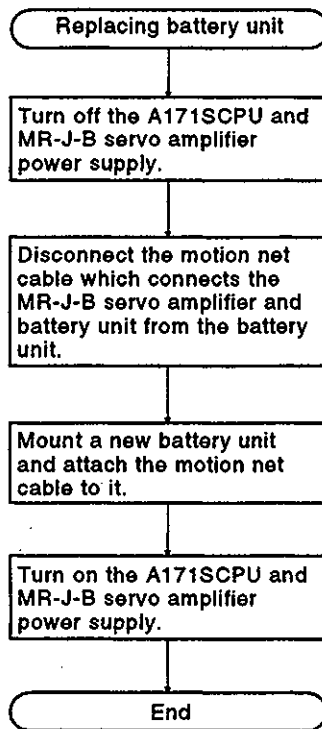 Replacing battery unit
Turn off the A171SCPU and
MR-J-B servo amplifier
power supply.
Disconnect the motion net
cable which connects the
MR-J-B servo amplifier and
battery unit from the battery
unit.
Mount a new battery unit
and attach the motion net
cable to it.
Turn on the A171SCPU and
MR-J-B servo amplifier
power supply.
End